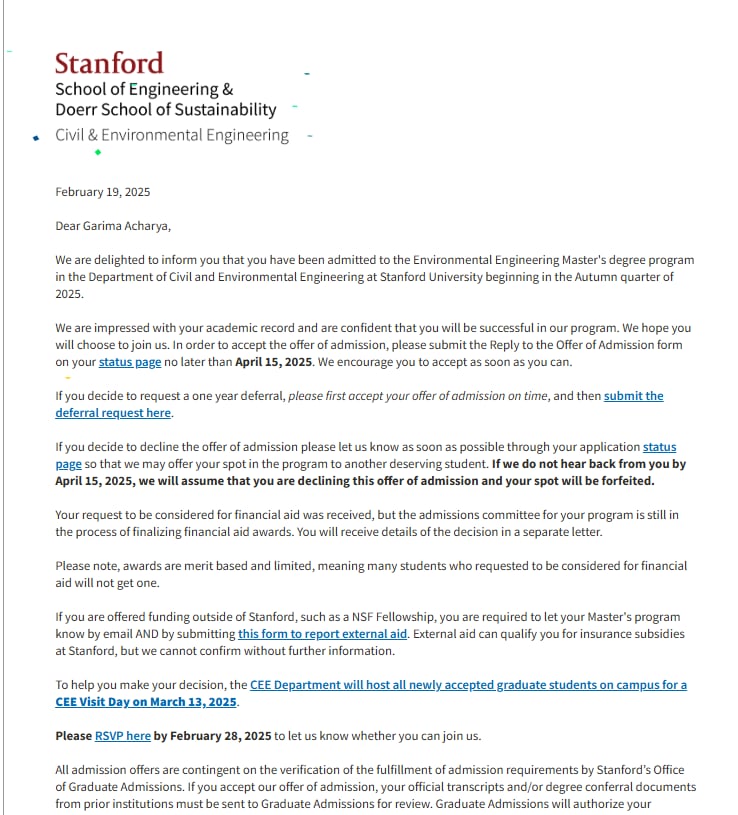 Stanford
School of Engineering &
Doerr School of Sustainability
Civil & Environmental Engineering
February 19, 2025
Dear Garima Acharya,
We are delighted to inform you that you have been admitted to the Environmental Engineering Master's degree program
in the Department of Civil and Environmental Engineering at Stanford University beginning in the Autumn quarter of
2025.
We are impressed with your academic record and are confident that you will be successful in our program. We hope you
will choose to join us. In order to accept the offer of admission, please submit the Reply to the Offer of Admission form
on your status page no later than April 15, 2025. We encourage you to accept as soon as you can.
If you decide to request a one year deferral, please first accept your offer of admission on time, and then submit the
deferral request here.
If you decide to decline the offer of admission please let us know as soon as possible through your application status
page so that we may offer your spot in the program to another deserving student. If we do not hear back from you by
April 15, 2025, we will assume that you are declining this offer of admission and your spot will be forfeited.
Your request to be considered for financial aid was received, but the admissions committee for your program is still in
the process of finalizing financial aid awards. You will receive details of the decision in a separate letter.
Please note, awards are merit based and limited, meaning many students who requested to be considered for financial
aid will not get one.
If you are offered funding outside of Stanford, such as a NSF Fellowship, you are required to let your Master's program
know by email AND by submitting this form to report external aid. External aid can qualify you for insurance subsidies
at Stanford, but we cannot confirm without further information.
To help you make your decision, the CEE Department will host all newly accepted graduate students on campus for a
CEE Visit Day on March 13, 2025.
Please RSVP here by February 28, 2025 to let us know whether you can join us.
All admission offers are contingent on the verification of the fulfillment of admission requirements by Stanford's Office
of Graduate Admissions. If you accept our offer of admission, your official transcripts and/or degree conferral documents
from prior institutions must be sent to Graduate Admissions for review. Graduate Admissions will authorize your